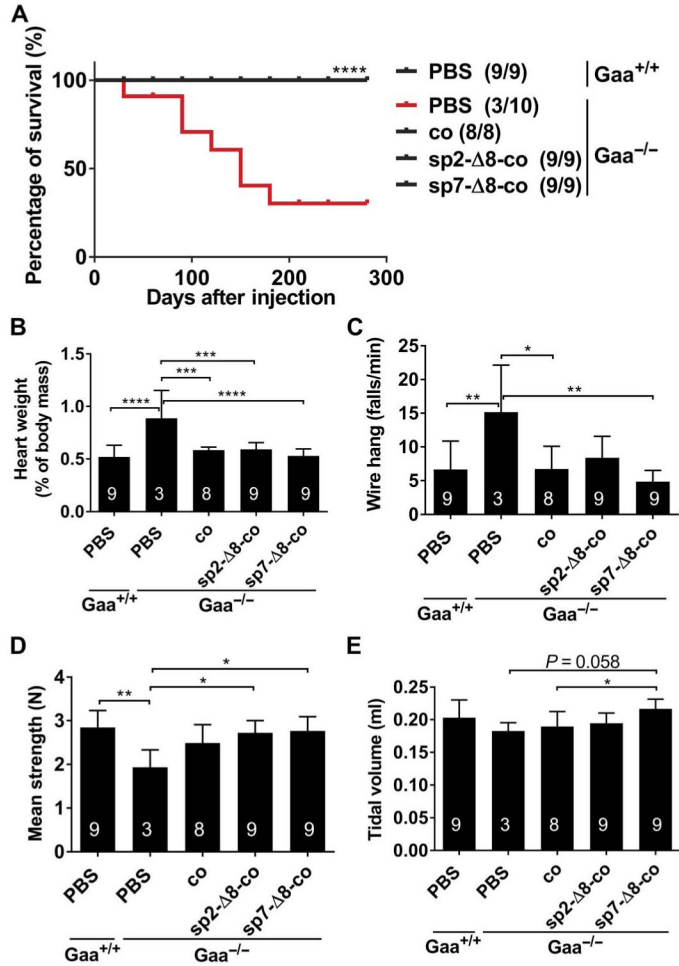 A
Percentage of survival (%)
100
50
0
0 100 200 300
Days after injection
****
PBS (9/9)
Gaa+/+
PBS (3/10)
co (8/8)
sp2-Δ8-co (9/9)
sp7-Δ8-co (9/9)
Gaa−/−
B
Heart weight
(% of body mass)
1.5
1.0
0.5
0.0
***
***
**** ****
9 3 8 9 9
PBS PBS co sp2-Δ8-co sp7-Δ8-co
Gaa+/+ Gaa−/−
C
Wire hang (falls/min)
25
20
15
10
5
0
*
** **
9 3 8 9 9
PBS PBS co sp2-Δ8-co sp7-Δ8-co
Gaa+/+ Gaa−/−
D
Mean strength (N)
4
3
2
1
0
*
** *
9 3 8 9 9
PBS PBS co sp2-Δ8-co sp7-Δ8-co
Gaa+/+ Gaa−/−
E
Tidal volume (ml)
0.25
0.20
0.15
0.10
0.05
0.00
P = 0.058
*
9 3 8 9 9
PBS PBS co sp2-Δ8-co sp7-Δ8-co
Gaa+/+ Gaa−/−